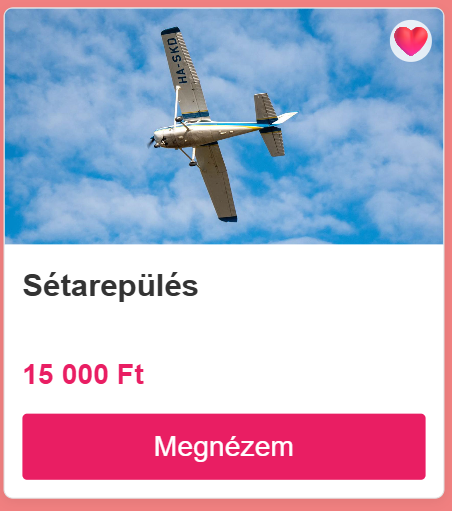 HA-SKD
Sétarepülés
15 000 Ft
Megnézem